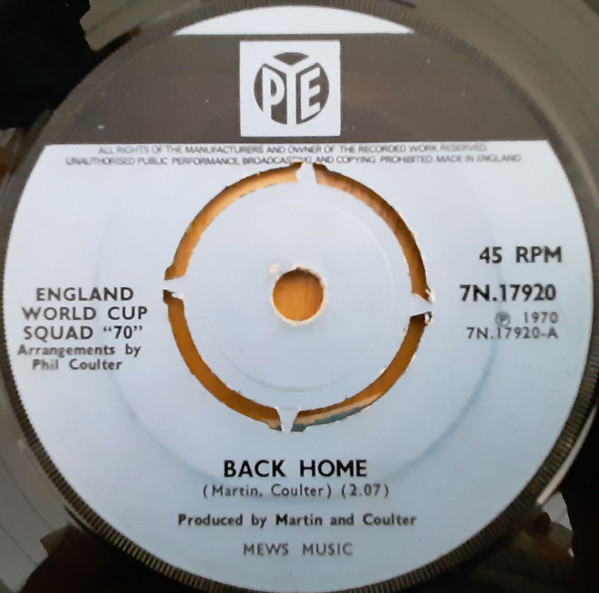 PYE
ALL RIGHTS OF THE MANUFACTURERS AND OWNER OF THE RECORDED WORK RESERVED
UNAUTHORISED PUBLIC PERFORMANCE, BROADCASTING AND COPYING PROHIBITED. MADE IN ENGLAND
45 RPM
7N.17920
Ⓟ 1970
7N.17920-A
ENGLAND
WORLD CUP
SQUAD "70"
Arrangements by
Phil Coulter
BACK HOME
(Martin, Coulter) (2.07)
Produced by Martin and Coulter
MEWS MUSIC